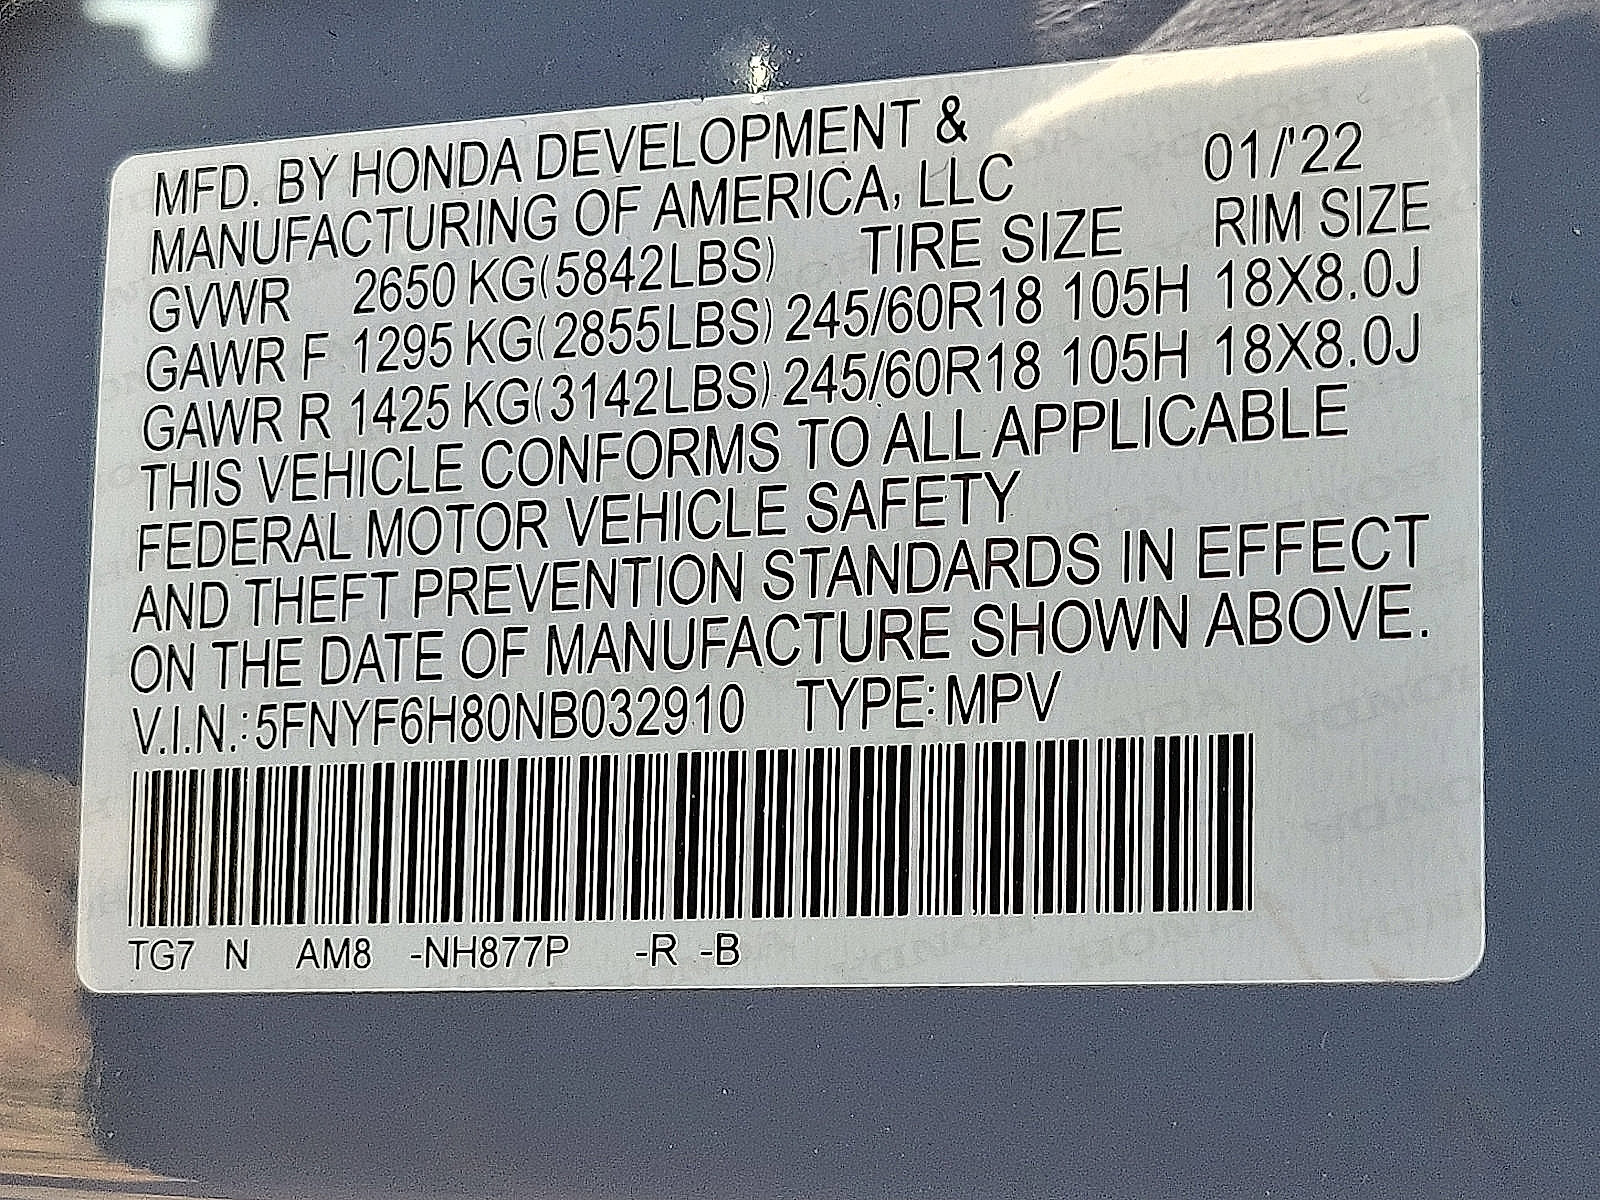 MFD. BY HONDA DEVELOPMENT &
MANUFACTURING OF AMERICA, LLC 01/'22
GVWR 2650 KG(5842LBS) TIRE SIZE RIM SIZE
GAWR F 1295 KG(2855LBS) 245/60R18 105H 18X8.0J
GAWR R 1425 KG(3142LBS) 245/60R18 105H 18X8.0J
THIS VEHICLE CONFORMS TO ALL APPLICABLE
FEDERAL MOTOR VEHICLE SAFETY
AND THEFT PREVENTION STANDARDS IN EFFECT
ON THE DATE OF MANUFACTURE SHOWN ABOVE.
V.I.N.:5FNYF6H80NB032910 TYPE:MPV
TG7 N AM8 -NH877P -R -B